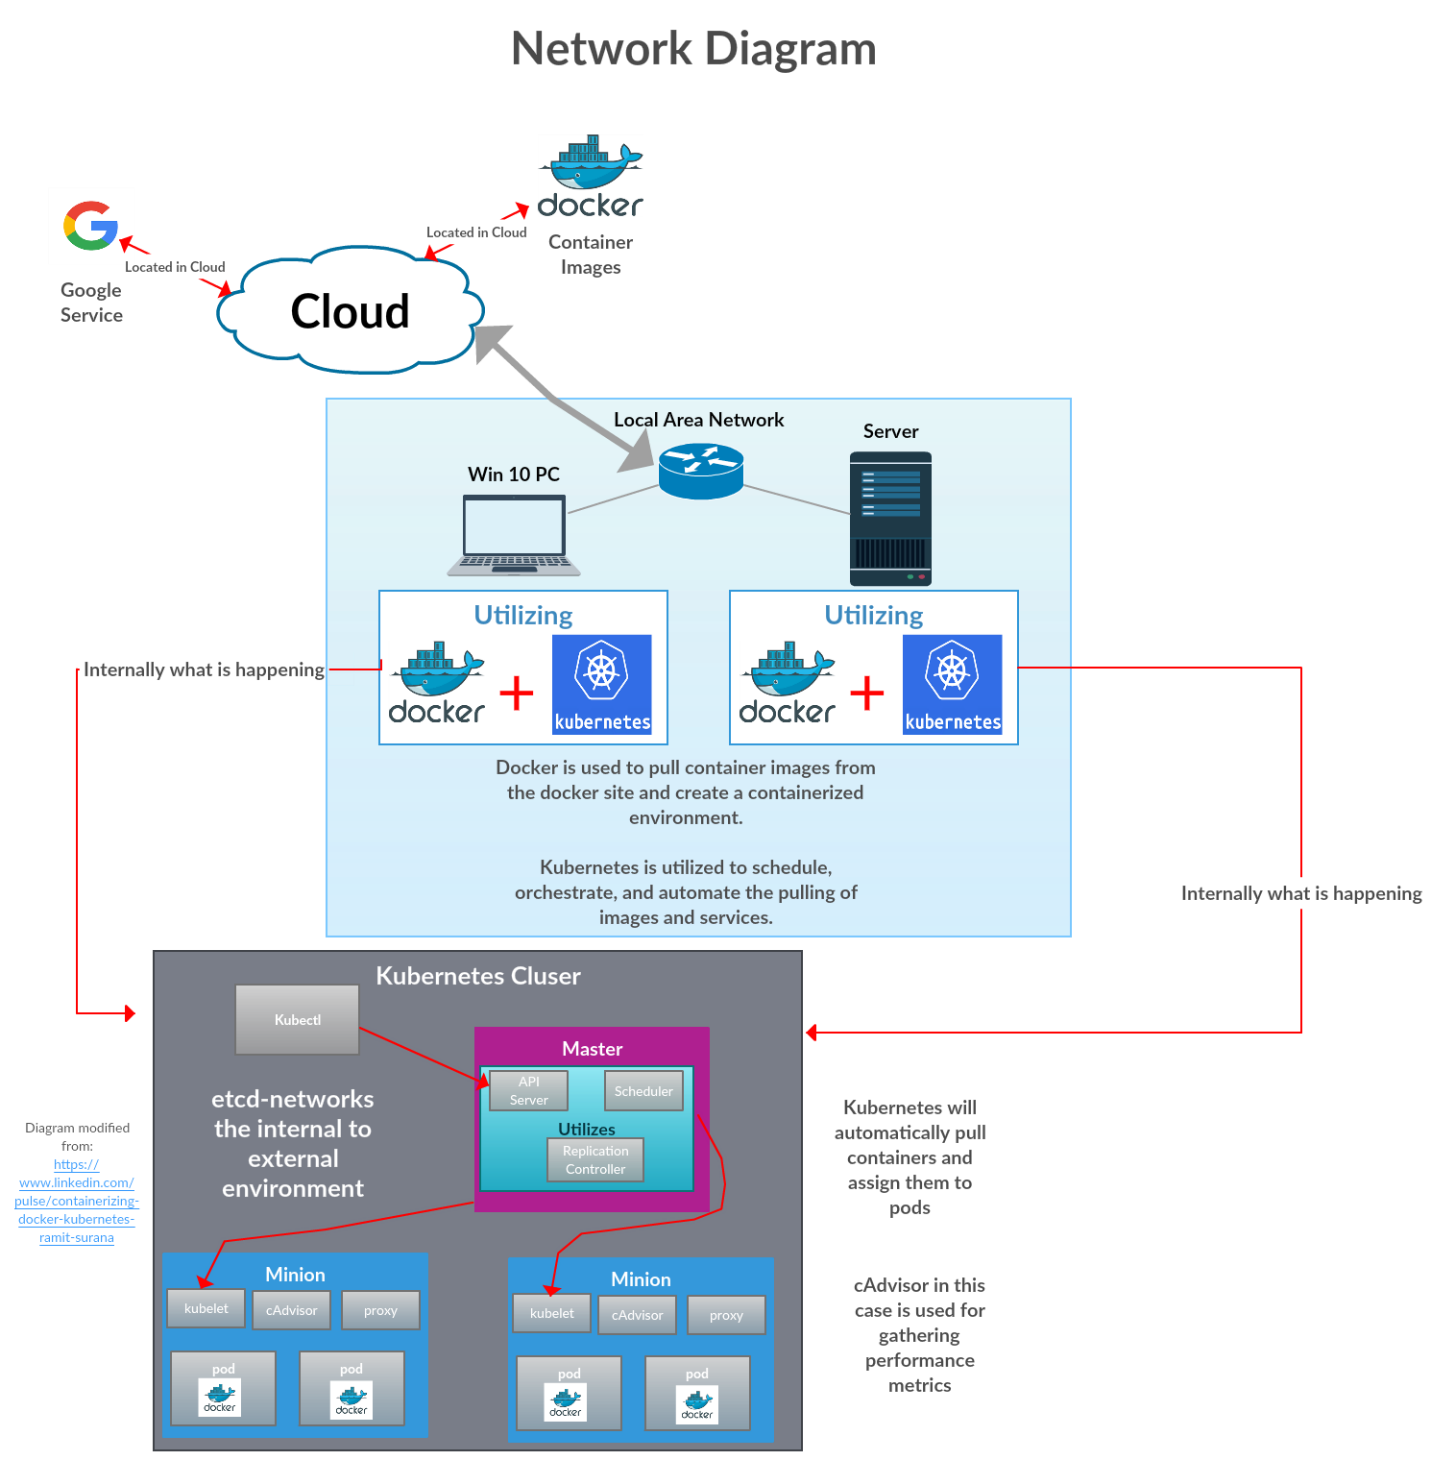 Network Diagram
docker
Container
Images
Located in Cloud
Located in Cloud
Google
Service
Cloud
Local Area Network
Server
Win 10 PC
Utilizing
docker
kubernetes
Utilizing
docker
kubernetes
Internally what is happening
Docker is used to pull container images from
the docker site and create a containerized
environment.
Kubernetes is utilized to schedule,
orchestrate, and automate the pulling of
images and services.
Internally what is happening
Kubernetes Cluser
Kubectl
Master
API
Server
Scheduler
Utilizes
Replication
Controller
etcd-networks
the internal to
external
environment
Diagram modified
from:
https://
www.linkedin.com/
pulse/containerizing-
docker-kubernetes-
ramit-surana
Kubernetes will
automatically pull
containers and
assign them to
pods
cAdvisor in this
case is used for
gathering
performance
metrics
Minion
kubelet
cAdvisor
proxy
pod
docker
pod
docker
Minion
kubelet
cAdvisor
proxy
pod
docker
pod
docker